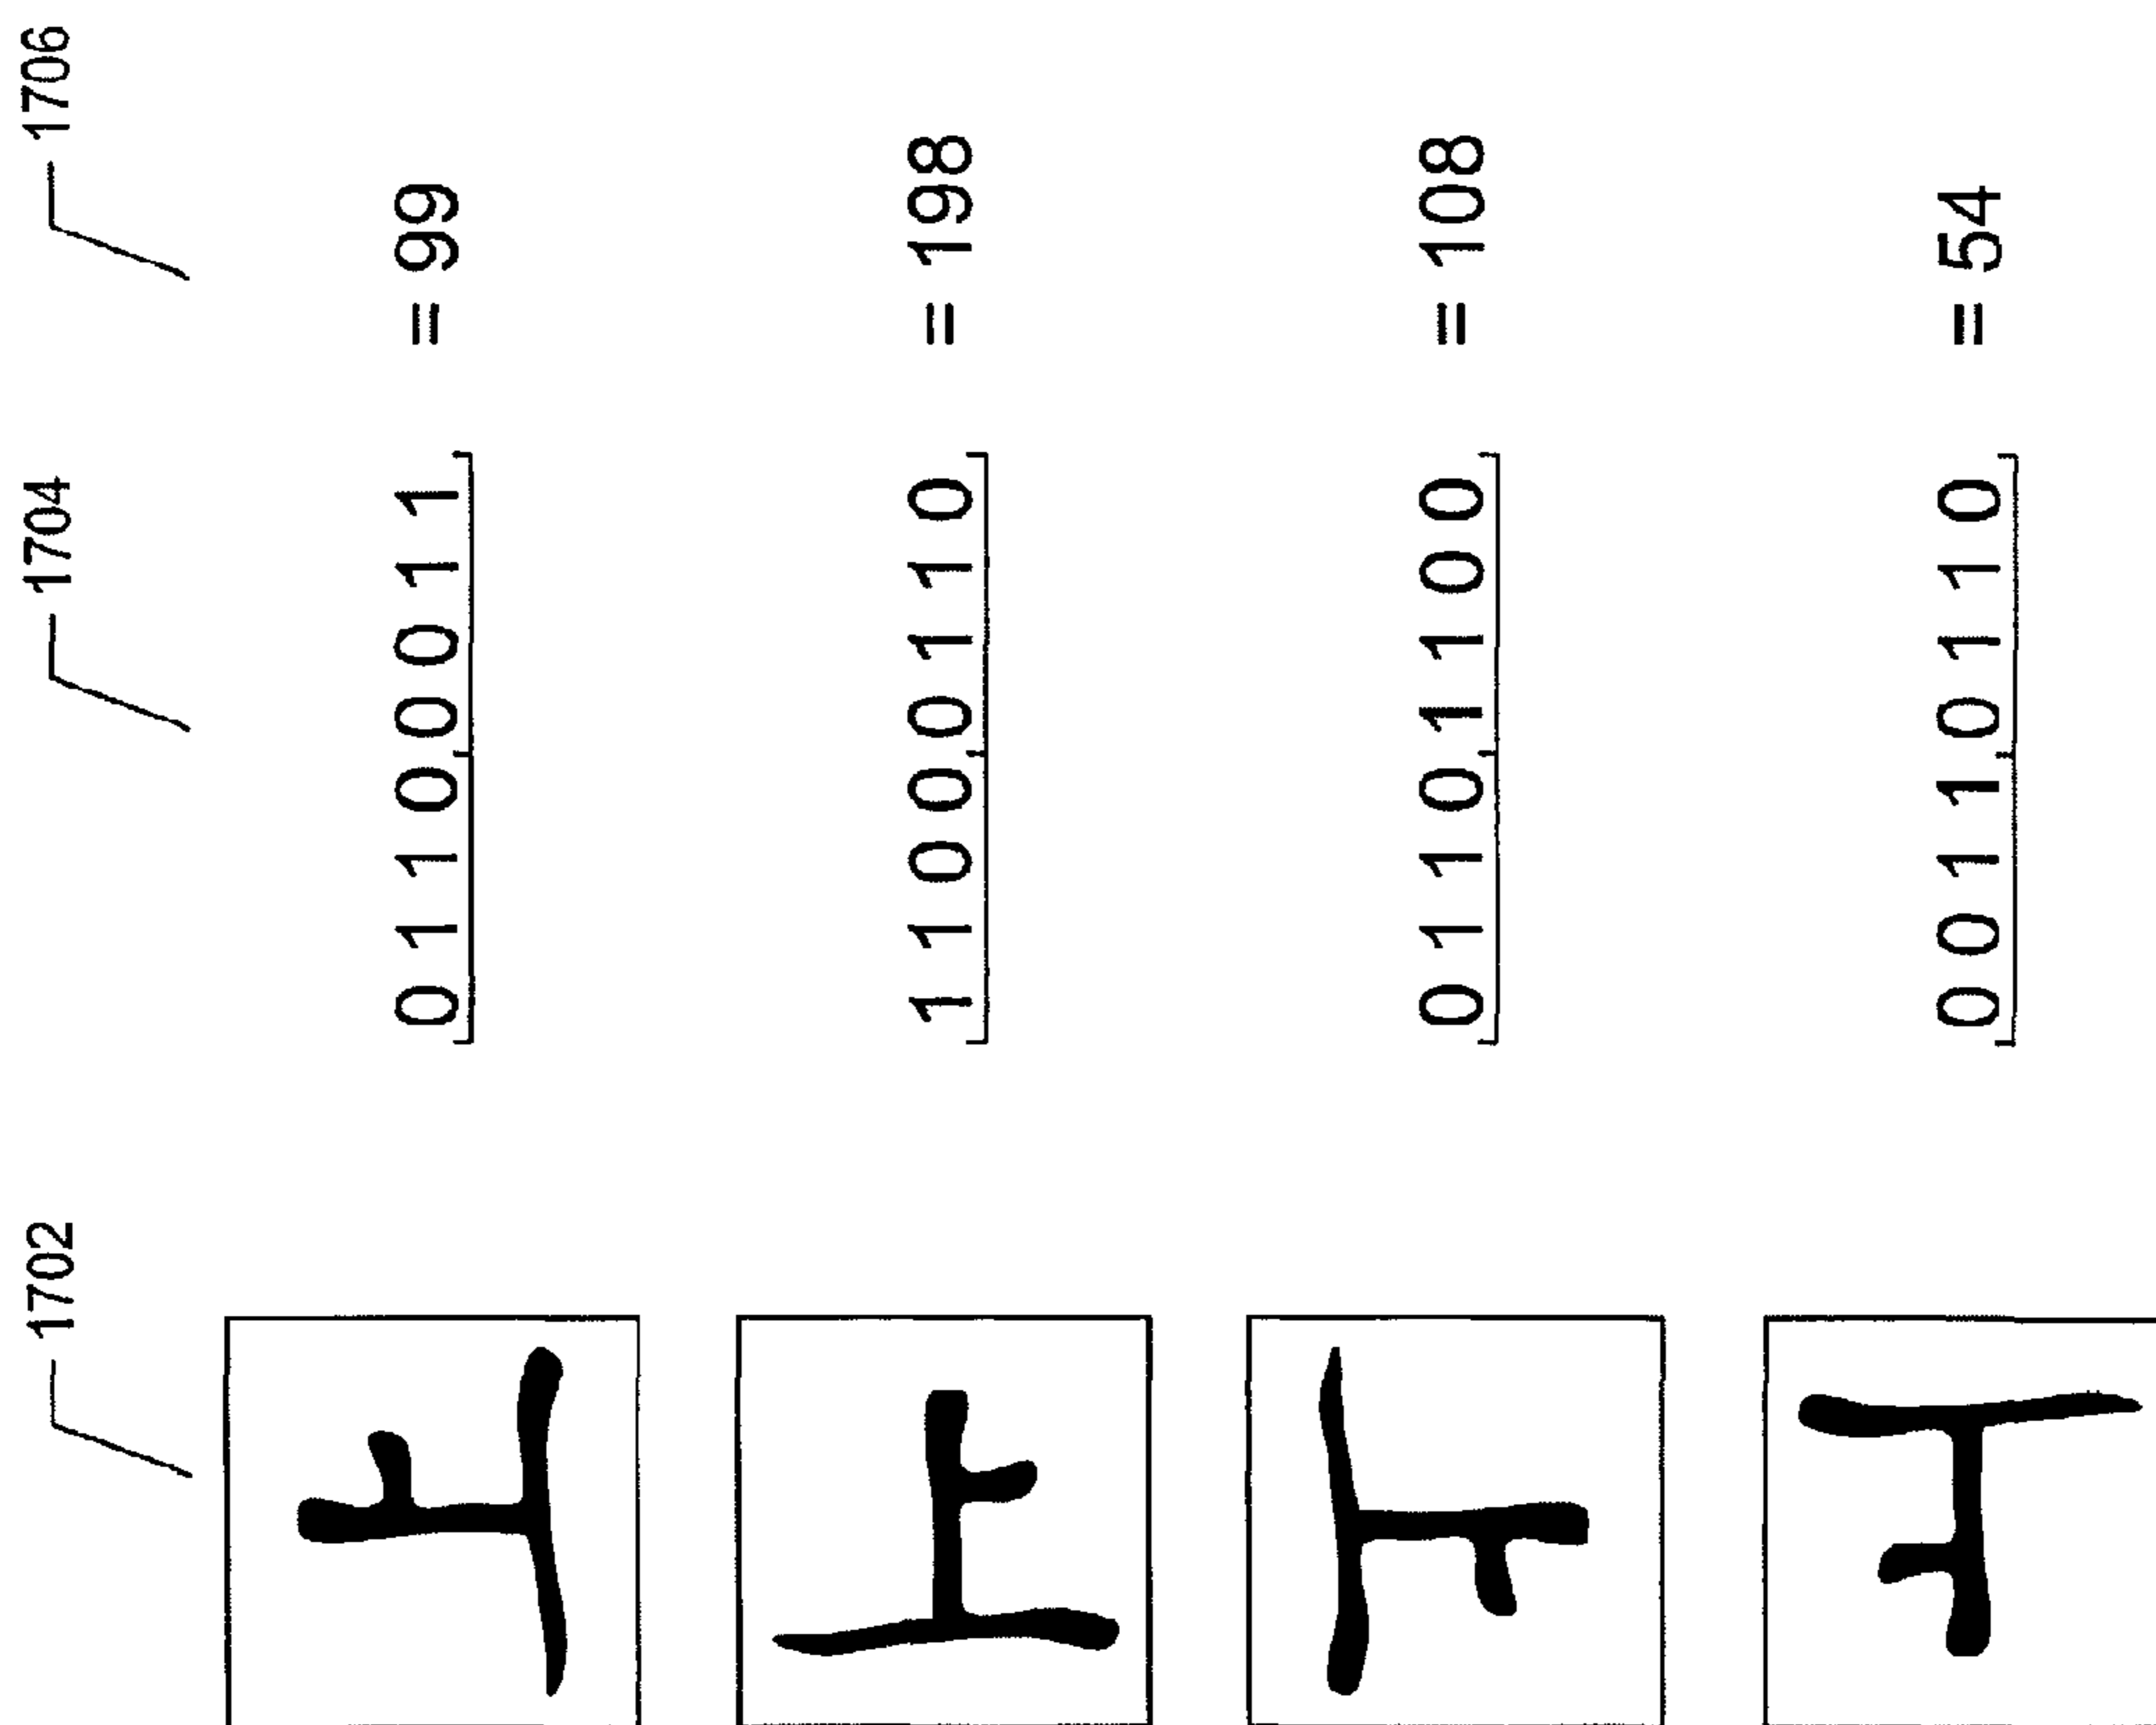 1702 1704 1706
0 1 1 0 0 0 1 1 = 99
1 1 0 0 0 1 1 0 = 198
0 1 1 0 1 1 0 0 = 108
0 0 1 1 0 1 1 0 = 54